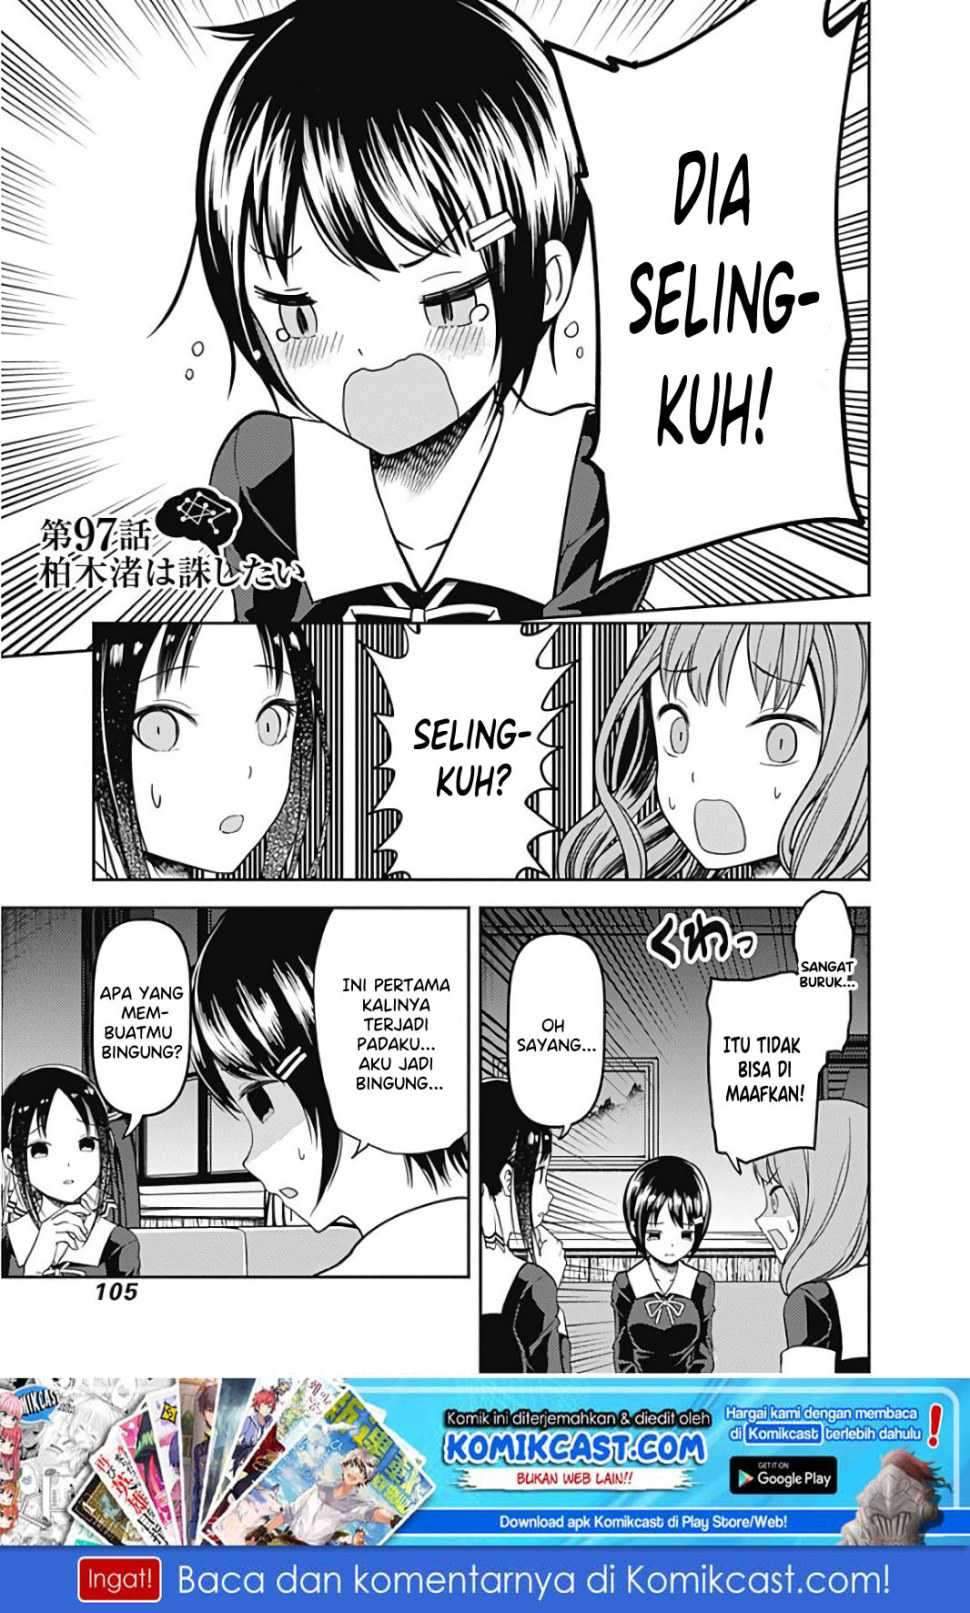 DIA
SELING-
KUH!
第97話
柏木渚は誅したい
SELING-
KUH?
SANGAT
BURUK...
ITU TIDAK
BISA DI
MAAFKAN!
くわっ
OH
SAYANG...
INI PERTAMA
KALINYA
TERJADI
PADAKU...
AKU JADI
BINGUNG...
APA YANG
MEM-
BUATMU
BINGUNG?
105
Komik ini diterjemahkan & diedit oleh
KOMIKCAST.COM
BUKAN WEB LAIN!!
Hargai kami dengan membaca
di Komikcast terlebih dahulu !
GET IT ON
Google Play
Download apk Komikcast di Play Store/Web!
Ingat! Baca dan komentarnya di Komikcast.com!